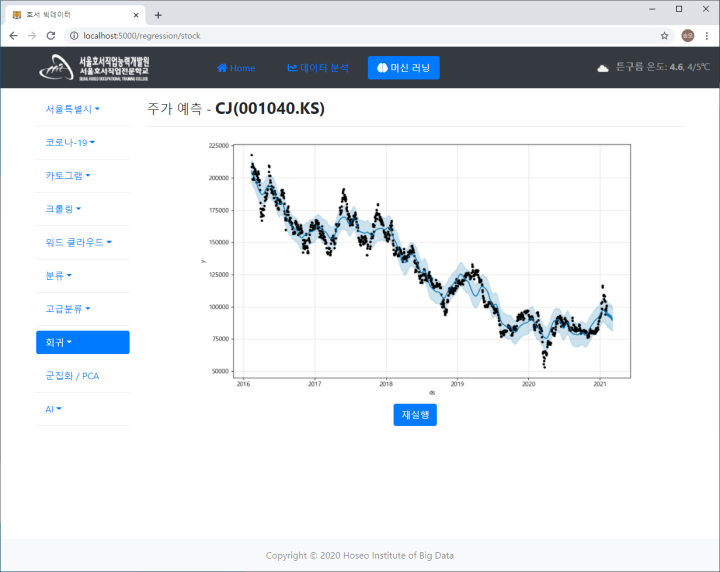 호서 빅데이터
localhost:5000/regression/stock
승모
서울호서직업능력개발원
서울호서직업전문학교
SEOUL HOSEO OCCUPATIONAL TRAINING COLLEGE
Home
데이터 분석
머신 러닝
튼구름 온도: 4.6, 4/5℃
서울특별시
코로나-19
카토그램
크롤링
워드 클라우드
분류
고급분류
회귀
군집화 / PCA
AI
주가 예측 - CJ(001040.KS)
225000
200000
175000
150000
125000
100000
75000
50000
y
2016 2017 2018 2019 2020 2021
ds
재실행
Copyright © 2020 Hoseo Institute of Big Data